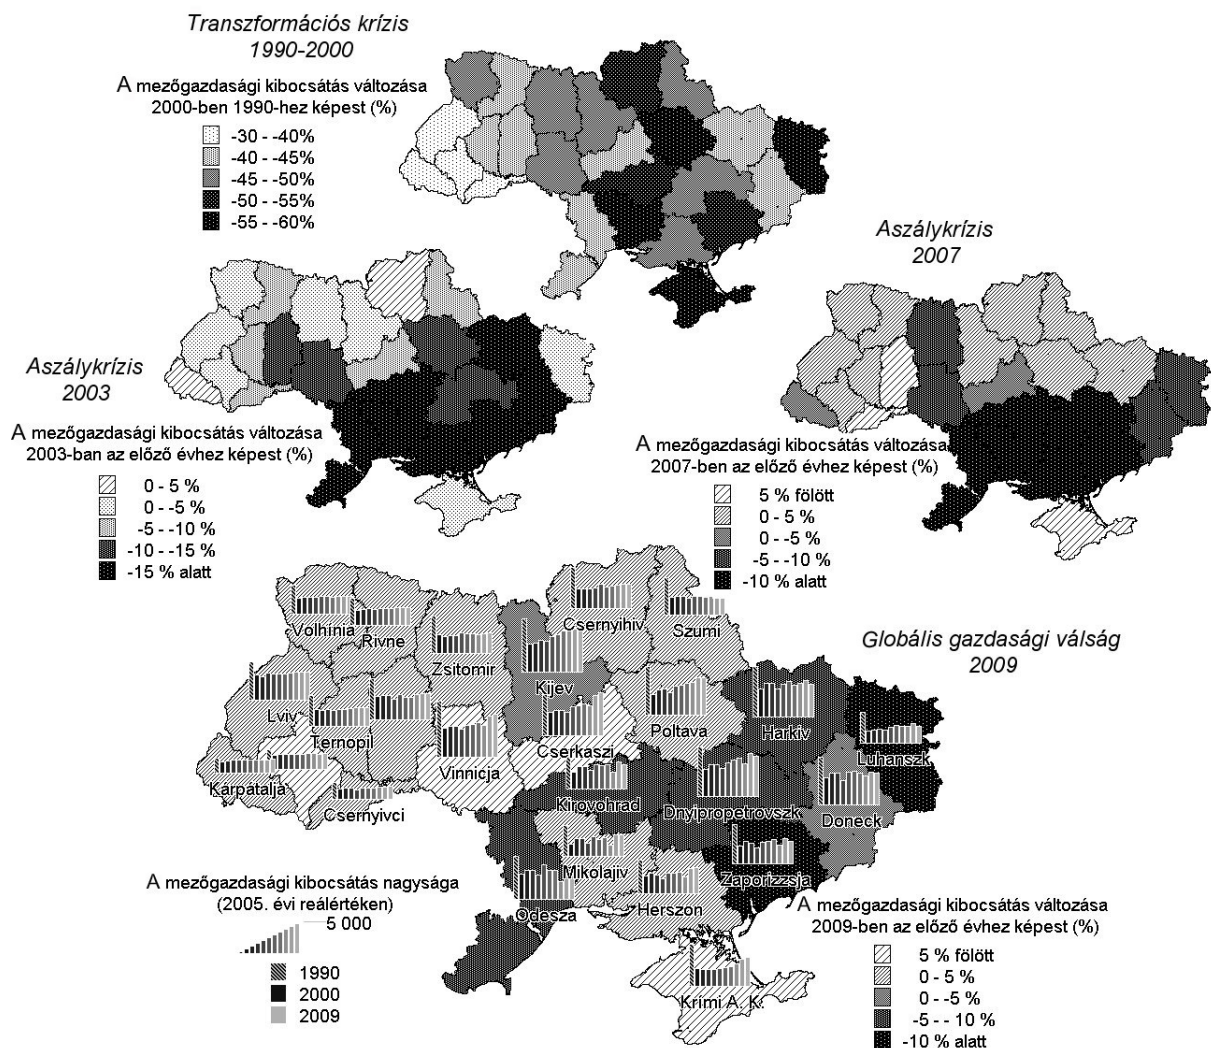 Transzformációs krízis
1990-2000
A mezőgazdasági kibocsátás változása
2000-ben 1990-hez képest (%)
-30 - -40%
-40 - -45%
-45 - -50%
-50 - -55%
-55 - -60%
Aszálykrízis
2007
A mezőgazdasági kibocsátás változása
2007-ben az előző évhez képest (%)
5 % fölött
0 - 5 %
0 - -5 %
-5 - -10 %
-10 % alatt
Aszálykrízis
2003
A mezőgazdasági kibocsátás változása
2003-ban az előző évhez képest (%)
0 - 5 %
0 - -5 %
-5 - -10 %
-10 - -15 %
-15 % alatt
Globális gazdasági válság
2009
Volhínia
Rivne
Zsitomir
Kijev
Csernyihiv
Szumi
Lviv
Ternopil
Vinnicja
Cserkaszi
Poltava
Harkiv
Luhanszk
Kárpátalja
Csernyivci
Kirovohrad
Dnyipropetrovszk
Doneck
Mikolajiv
Zaporizzsja
Odesza
Herszon
Krími A. K.
A mezőgazdasági kibocsátás nagysága
(2005. évi reálértéken)
5 000
1990
2000
2009
A mezőgazdasági kibocsátás változása
2009-ben az előző évhez képest (%)
5 % fölött
0 - 5 %
0 - -5 %
-5 - - 10 %
-10 % alatt